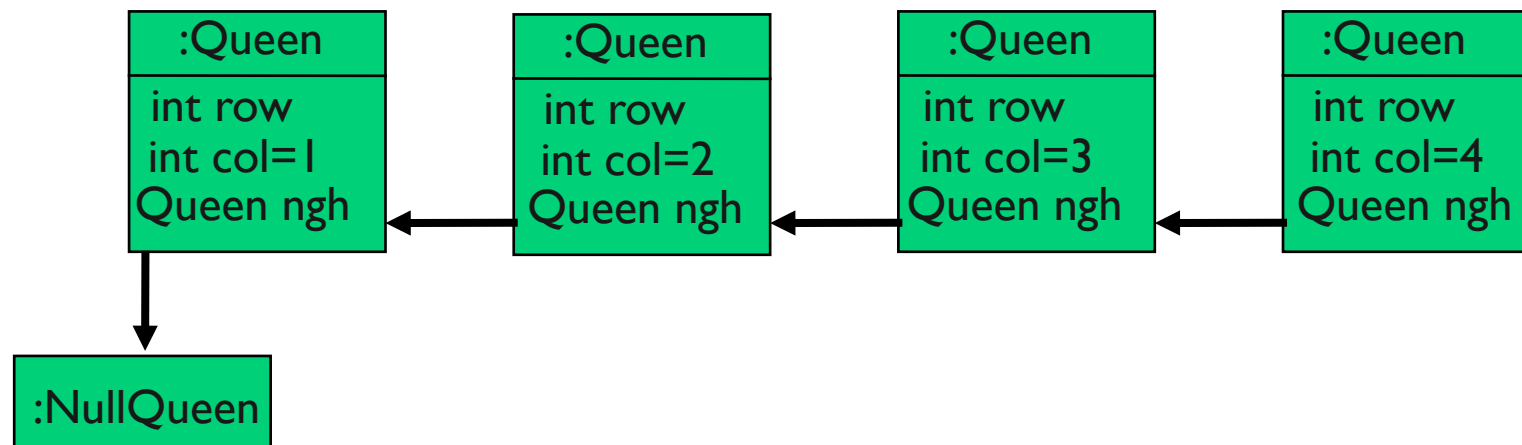 :Queen
int row
int col=1
Queen ngh
:Queen
int row
int col=2
Queen ngh
:Queen
int row
int col=3
Queen ngh
:Queen
int row
int col=4
Queen ngh
:NullQueen